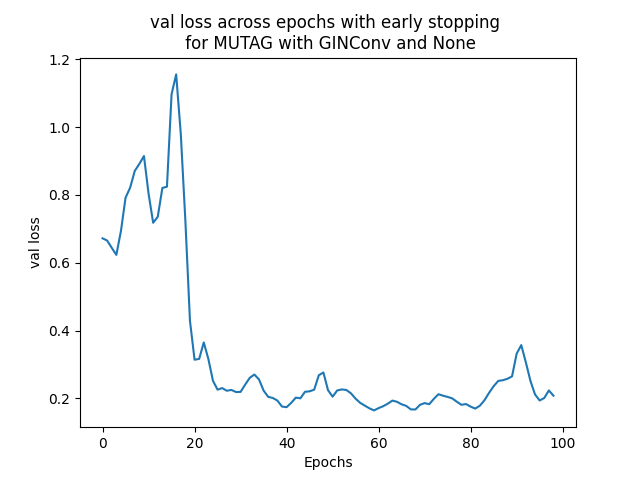 val loss across epochs with early stopping
for MUTAG with GINConv and None
1.2
1.0
0.8
0.6
0.4
0.2
val loss
0 20 40 60 80 100
Epochs